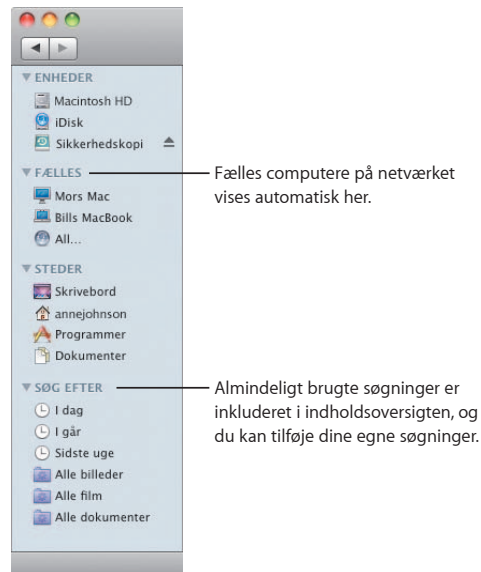 ENHEDER
Macintosh HD
iDisk
Sikkerhedskopi
FÆLLES
Fælles computere på netværket
vises automatisk her.
Mors Mac
Bills MacBook
All...
STEDER
Skrivebord
annejohnson
Programmer
Dokumenter
SØG EFTER
Almindeligt brugte søgninger er
inkluderet i indholdsoversigten, og
du kan tilføje dine egne søgninger.
I dag
I går
Sidste uge
Alle billeder
Alle film
Alle dokumenter